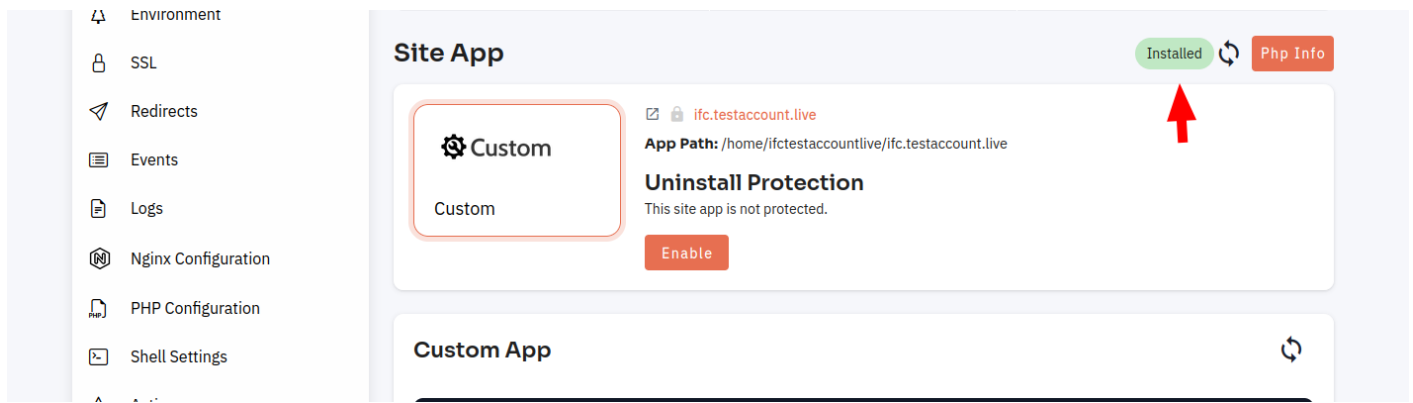 Environment
SSL
Redirects
Events
Logs
Nginx Configuration
PHP Configuration
Shell Settings
Site App
Installed
Php Info
Custom
Custom
ifc.testaccount.live
App Path: /home/ifctestaccountlive/ifc.testaccount.live
Uninstall Protection
This site app is not protected.
Enable
Custom App